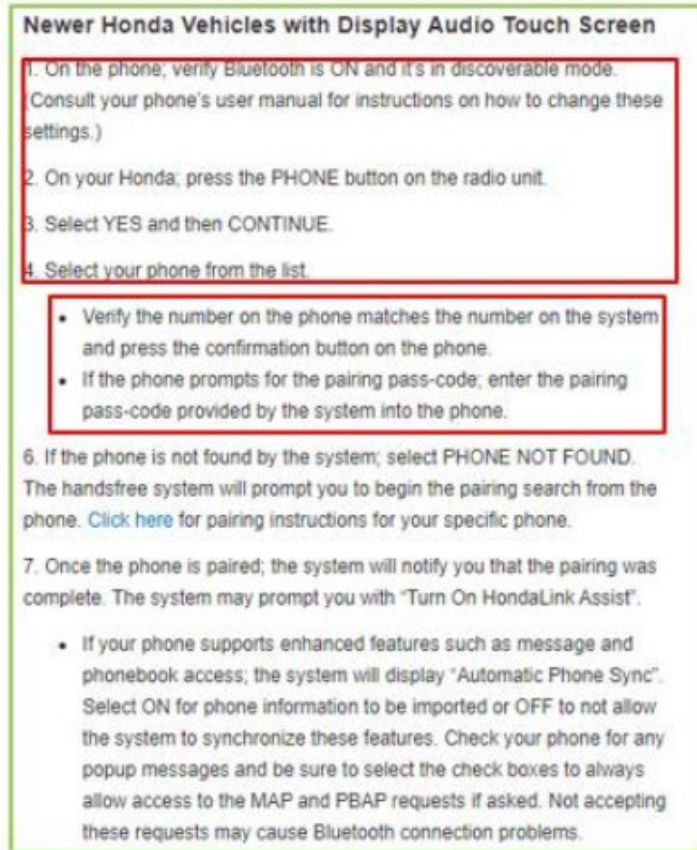 Newer Honda Vehicles with Display Audio Touch Screen
1. On the phone; verify Bluetooth is ON and it's in discoverable mode.
(Consult your phone's user manual for instructions on how to change these
settings.)
2. On your Honda; press the PHONE button on the radio unit.
3. Select YES and then CONTINUE.
4. Select your phone from the list.
• Verify the number on the phone matches the number on the system
and press the confirmation button on the phone.
• If the phone prompts for the pairing pass-code; enter the pairing
pass-code provided by the system into the phone.
6. If the phone is not found by the system; select PHONE NOT FOUND.
The handsfree system will prompt you to begin the pairing search from the
phone. Click here for pairing instructions for your specific phone.
7. Once the phone is paired; the system will notify you that the pairing was
complete. The system may prompt you with "Turn On HondaLink Assist".
• If your phone supports enhanced features such as message and
phonebook access; the system will display "Automatic Phone Sync".
Select ON for phone information to be imported or OFF to not allow
the system to synchronize these features. Check your phone for any
popup messages and be sure to select the check boxes to always
allow access to the MAP and PBAP requests if asked. Not accepting
these requests may cause Bluetooth connection problems.